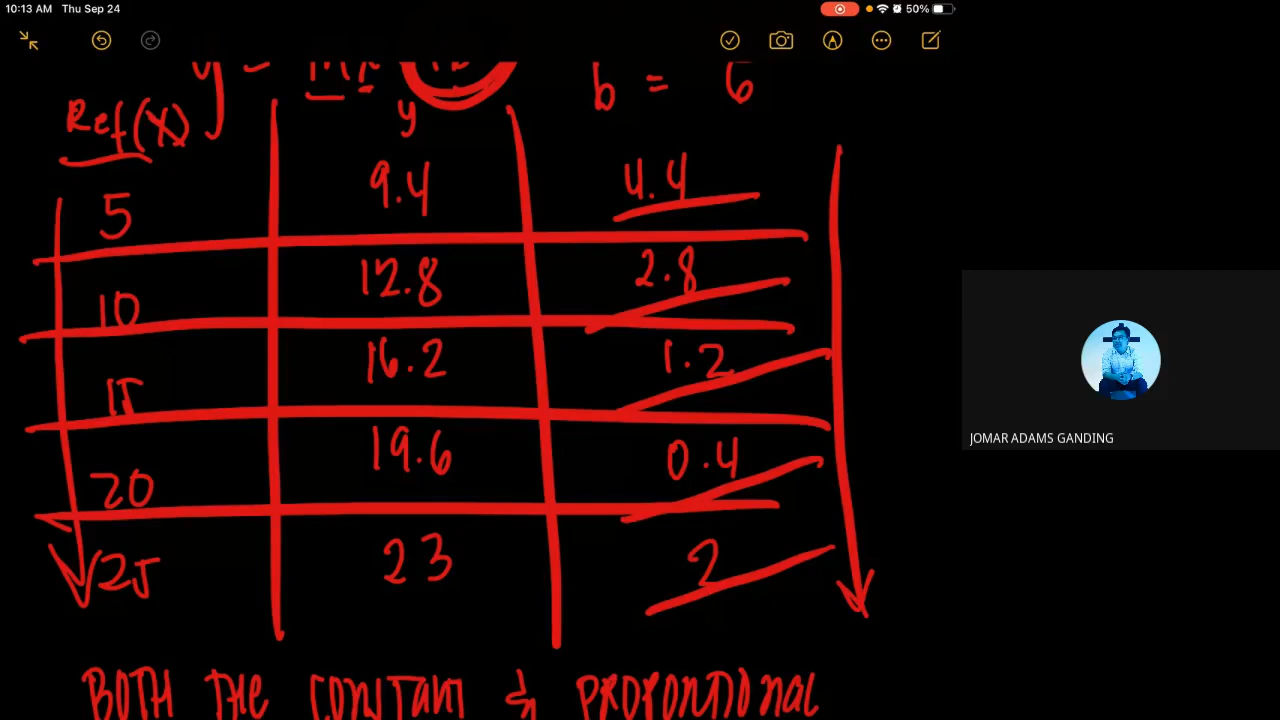 10:13 AM Thu Sep 24 50%
b = 6
Ref(X) y
5 9.4 4.4
10 12.8 2.8
15 16.2 1.2
20 19.6 0.4
25 23 2
BOTH THE CONSTANT & PROPORTIONAL
JOMAR ADAMS GANDING